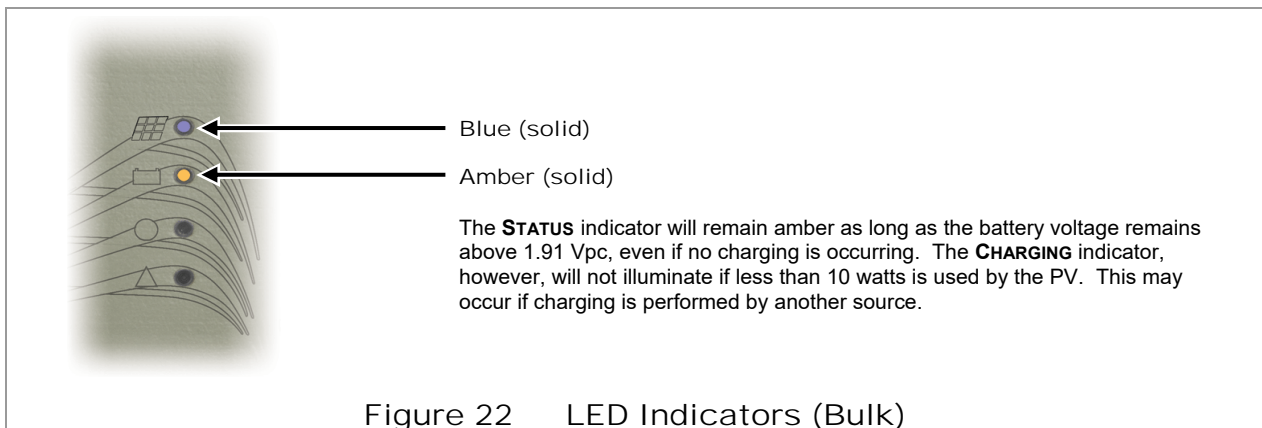 Blue (solid)
Amber (solid)
The STATUS indicator will remain amber as long as the battery voltage remains
above 1.91 Vpc, even if no charging is occurring. The CHARGING indicator,
however, will not illuminate if less than 10 watts is used by the PV. This may
occur if charging is performed by another source.
Figure 22 LED Indicators (Bulk)